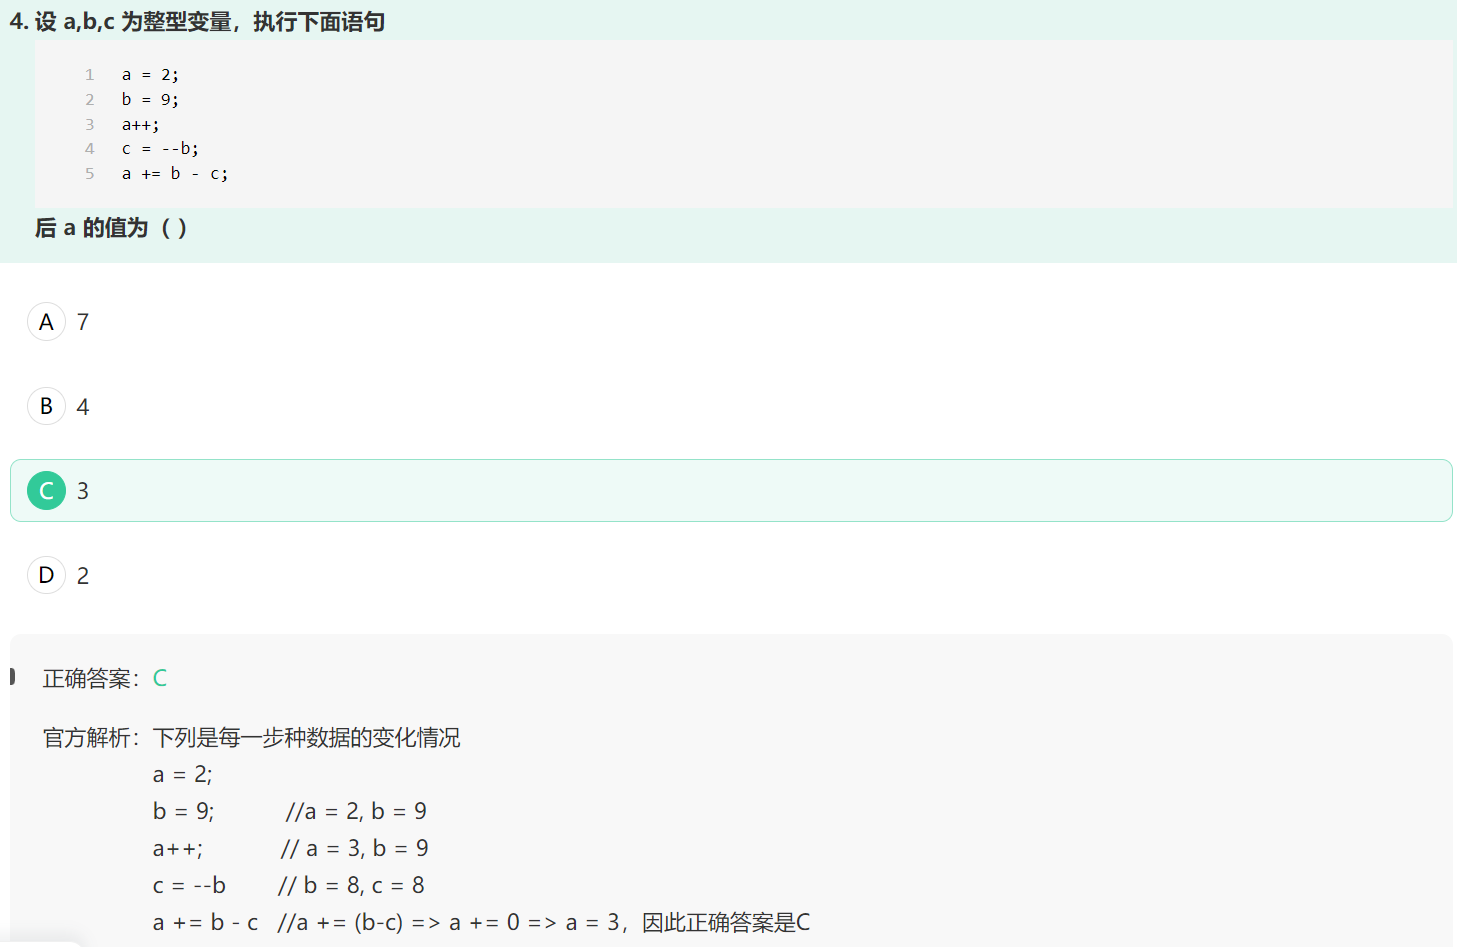 4. 设 a,b,c 为整型变量，执行下面语句
1 a = 2;
2 b = 9;
3 a++;
4 c = --b;
5 a += b - c;
后 a 的值为（ ）
A 7
B 4
C 3
D 2
正确答案：C
官方解析：下列是每一步种数据的变化情况
a = 2;
b = 9; //a = 2, b = 9
a++; // a = 3, b = 9
c = --b // b = 8, c = 8
a += b - c //a += (b-c) => a += 0 => a = 3，因此正确答案是C